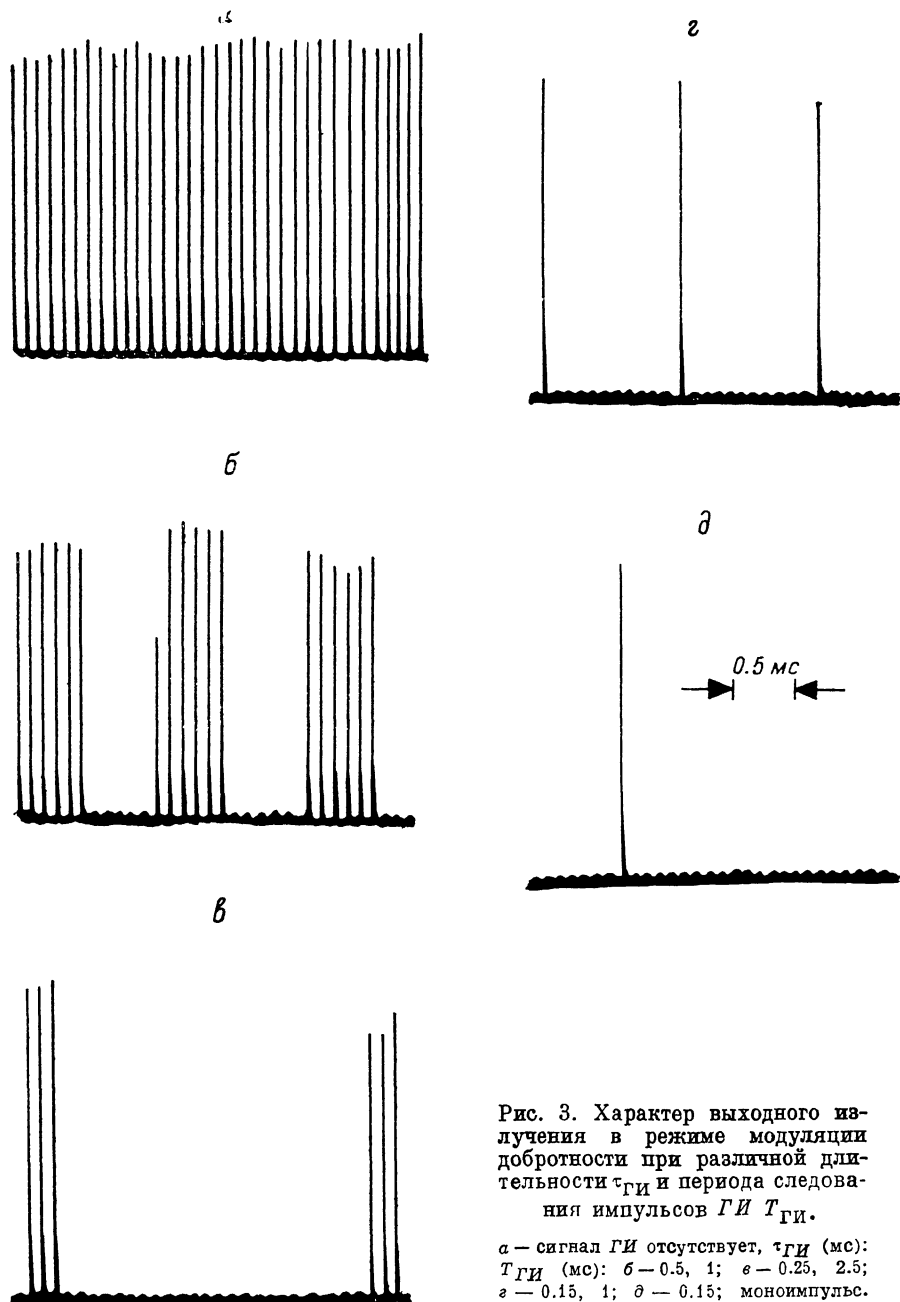 г
б
д
0.5 мс
в
Рис. 3. Характер выходного из-
лучения в режиме модуляции
добротности при различной дли-
тельности τГИ и периода следова-
ния импульсов ГИ TГИ.
а — сигнал ГИ отсутствует, τГИ (мс):
TГИ (мс): б — 0.5, 1; в — 0.25, 2.5;
г — 0.15, 1; д — 0.15; моноимпульс.